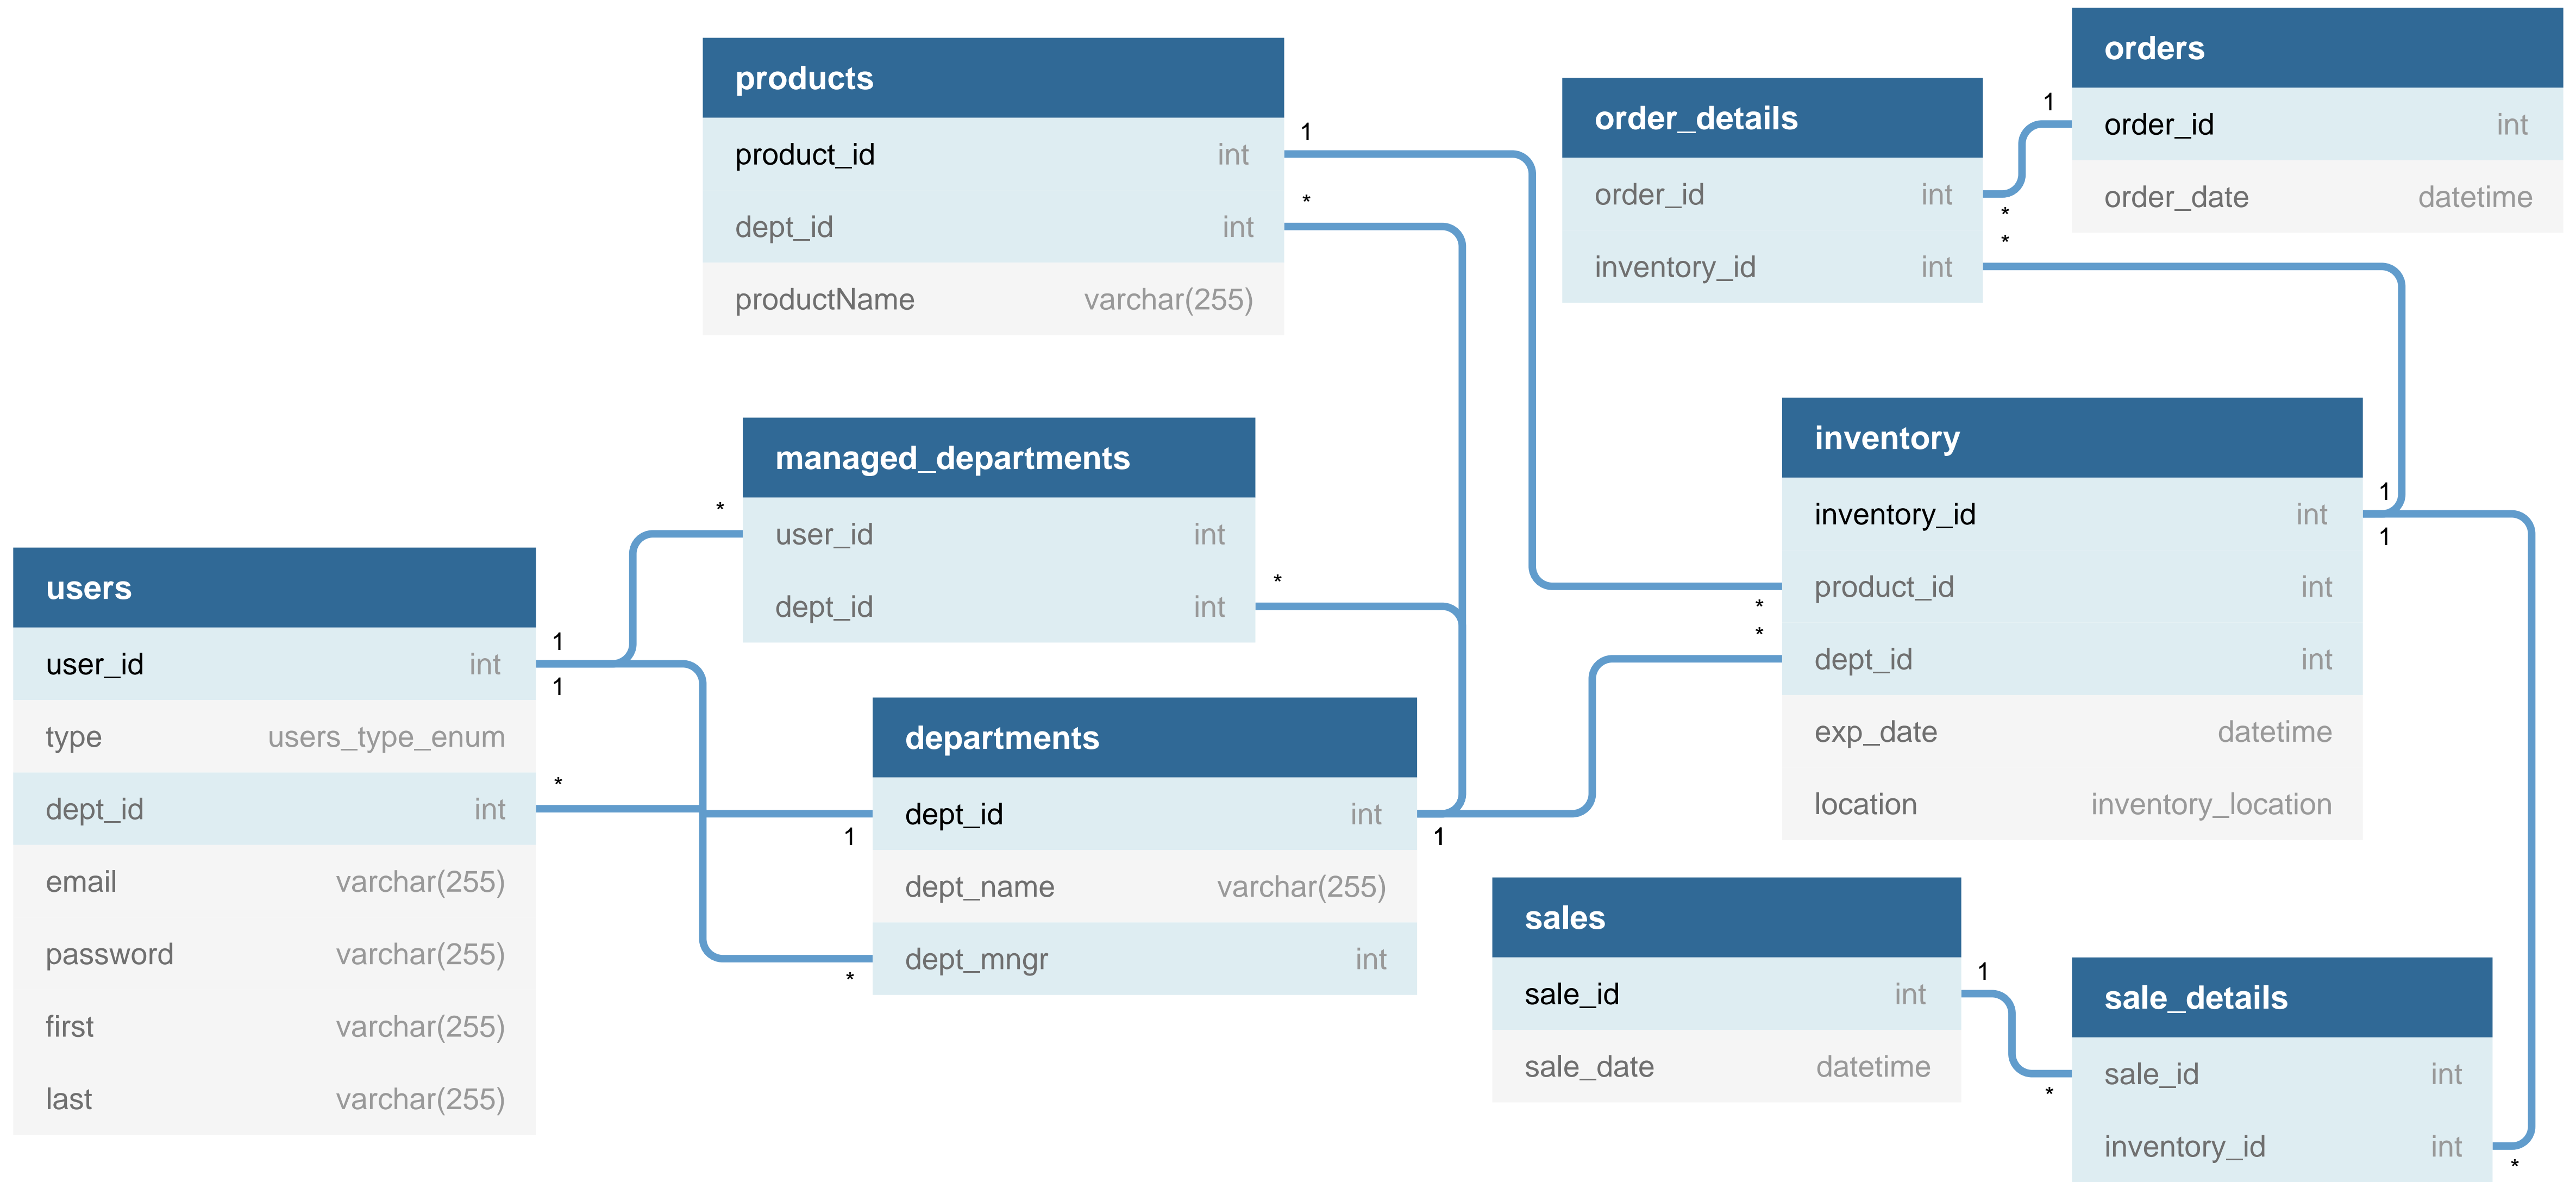 products
product_id int
dept_id int
productName varchar(255)
1
*
order_details
order_id int
inventory_id int
*
*
orders
order_id int
order_date datetime
1
managed_departments
user_id int
dept_id int
*
*
inventory
inventory_id int
product_id int
dept_id int
exp_date datetime
location inventory_location
1
1
*
*
users
user_id int
type users_type_enum
dept_id int
email varchar(255)
password varchar(255)
first varchar(255)
last varchar(255)
1
1
*
departments
dept_id int
dept_name varchar(255)
dept_mngr int
1
1
*
sales
sale_id int
sale_date datetime
1
sale_details
sale_id int
inventory_id int
*
*